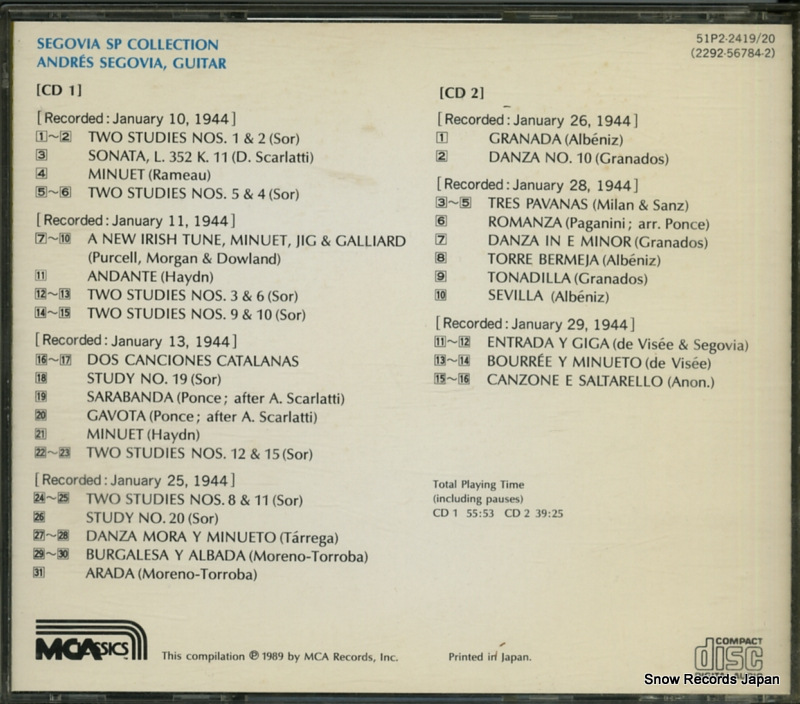 SEGOVIA SP COLLECTION
ANDRÉS SEGOVIA, GUITAR
51P2-2419/20
(2292-56784-2)
[CD 1]
[Recorded: January 10, 1944]
1~2 TWO STUDIES NOS. 1 & 2 (Sor)
3 SONATA, L. 352 K. 11 (D. Scarlatti)
4 MINUET (Rameau)
5~6 TWO STUDIES NOS. 5 & 4 (Sor)
[Recorded: January 11, 1944]
7~10 A NEW IRISH TUNE, MINUET, JIG & GALLIARD
(Purcell, Morgan & Dowland)
11 ANDANTE (Haydn)
12~13 TWO STUDIES NOS. 3 & 6 (Sor)
14~15 TWO STUDIES NOS. 9 & 10 (Sor)
[Recorded: January 13, 1944]
16~17 DOS CANCIONES CATALANAS
18 STUDY NO. 19 (Sor)
19 SARABANDA (Ponce; after A. Scarlatti)
20 GAVOTA (Ponce; after A. Scarlatti)
21 MINUET (Haydn)
22~23 TWO STUDIES NOS. 12 & 15 (Sor)
[Recorded: January 25, 1944]
24~25 TWO STUDIES NOS. 8 & 11 (Sor)
26 STUDY NO. 20 (Sor)
27~28 DANZA MORA Y MINUETO (Tárrega)
29~30 BURGALESA Y ALBADA (Moreno-Torroba)
31 ARADA (Moreno-Torroba)
[CD 2]
[Recorded: January 26, 1944]
1 GRANADA (Albéniz)
2 DANZA NO. 10 (Granados)
[Recorded: January 28, 1944]
3~5 TRES PAVANAS (Milan & Sanz)
6 ROMANZA (Paganini; arr. Ponce)
7 DANZA IN E MINOR (Granados)
8 TORRE BERMEJA (Albéniz)
9 TONADILLA (Granados)
10 SEVILLA (Albéniz)
[Recorded: January 29, 1944]
11~12 ENTRADA Y GIGA (de Visée & Segovia)
13~14 BOURRÉE Y MINUETO (de Visée)
15~16 CANZONE E SALTARELLO (Anon.)
Total Playing Time
(including pauses)
CD 1 55:53 CD 2 39:25
MCAssics
This compilation ℗ 1989 by MCA Records, Inc.
Printed in Japan.
COMPACT
disc
DIGITAL AUDIO
Snow Records Japan